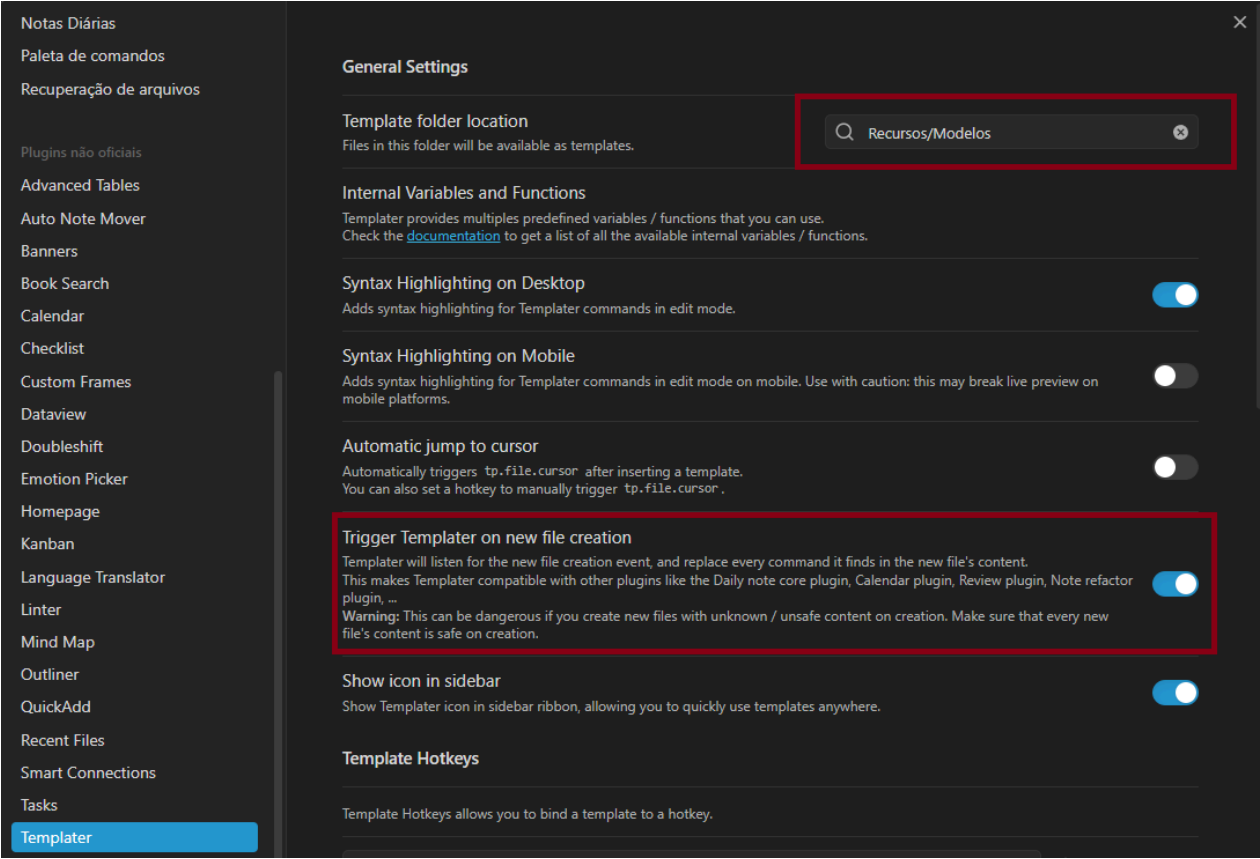 Notas Diárias
Paleta de comandos
Recuperação de arquivos
Plugins não oficiais
Advanced Tables
Auto Note Mover
Banners
Book Search
Calendar
Checklist
Custom Frames
Dataview
Doubleshift
Emotion Picker
Homepage
Kanban
Language Translator
Linter
Mind Map
Outliner
QuickAdd
Recent Files
Smart Connections
Tasks
Templater
General Settings
Template folder location
Files in this folder will be available as templates.
Recursos/Modelos
Internal Variables and Functions
Templater provides multiples predefined variables / functions that you can use.
Check the documentation to get a list of all the available internal variables / functions.
Syntax Highlighting on Desktop
Adds syntax highlighting for Templater commands in edit mode.
Syntax Highlighting on Mobile
Adds syntax highlighting for Templater commands in edit mode on mobile. Use with caution: this may break live preview on
mobile platforms.
Automatic jump to cursor
Automatically triggers tp.file.cursor after inserting a template.
You can also set a hotkey to manually trigger tp.file.cursor.
Trigger Templater on new file creation
Templater will listen for the new file creation event, and replace every command it finds in the new file's content.
This makes Templater compatible with other plugins like the Daily note core plugin, Calendar plugin, Review plugin, Note refactor
plugin, ...
Warning: This can be dangerous if you create new files with unknown / unsafe content on creation. Make sure that every new
file's content is safe on creation.
Show icon in sidebar
Show Templater icon in sidebar ribbon, allowing you to quickly use templates anywhere.
Template Hotkeys
Template Hotkeys allows you to bind a template to a hotkey.